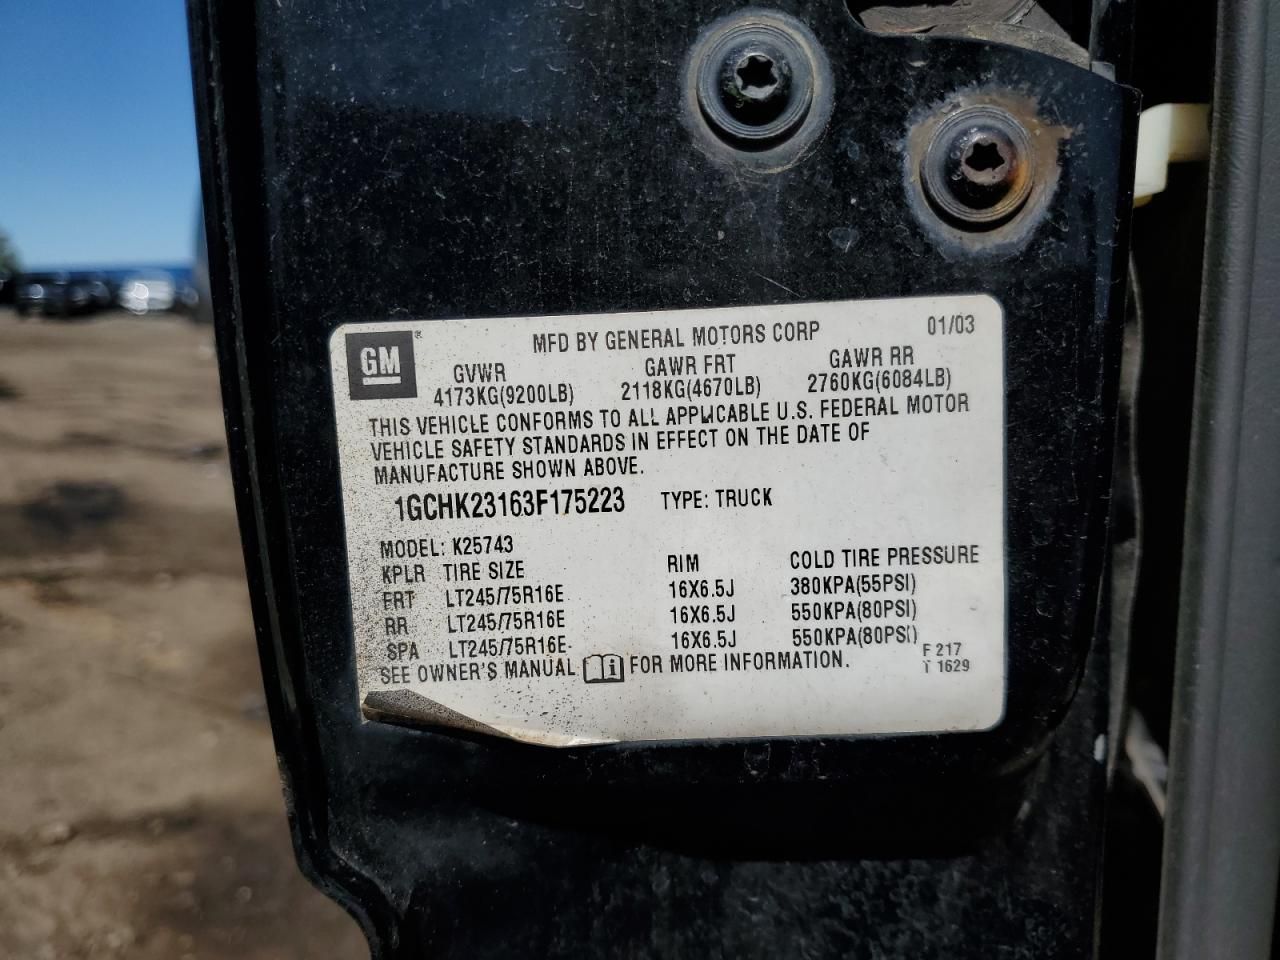 GM ®
MFD BY GENERAL MOTORS CORP 01/03
GVWR GAWR FRT GAWR RR
4173KG(9200LB) 2118KG(4670LB) 2760KG(6084LB)
THIS VEHICLE CONFORMS TO ALL APPLICABLE U.S. FEDERAL MOTOR
VEHICLE SAFETY STANDARDS IN EFFECT ON THE DATE OF
MANUFACTURE SHOWN ABOVE.
1GCHK23163F175223 TYPE: TRUCK
MODEL: K25743
KPLR TIRE SIZE RIM COLD TIRE PRESSURE
FRT LT245/75R16E 16X6.5J 380KPA(55PSI)
RR LT245/75R16E 16X6.5J 550KPA(80PSI)
SPA LT245/75R16E 16X6.5J 550KPA(80PSI)
SEE OWNER'S MANUAL FOR MORE INFORMATION.
F 217
T 1629